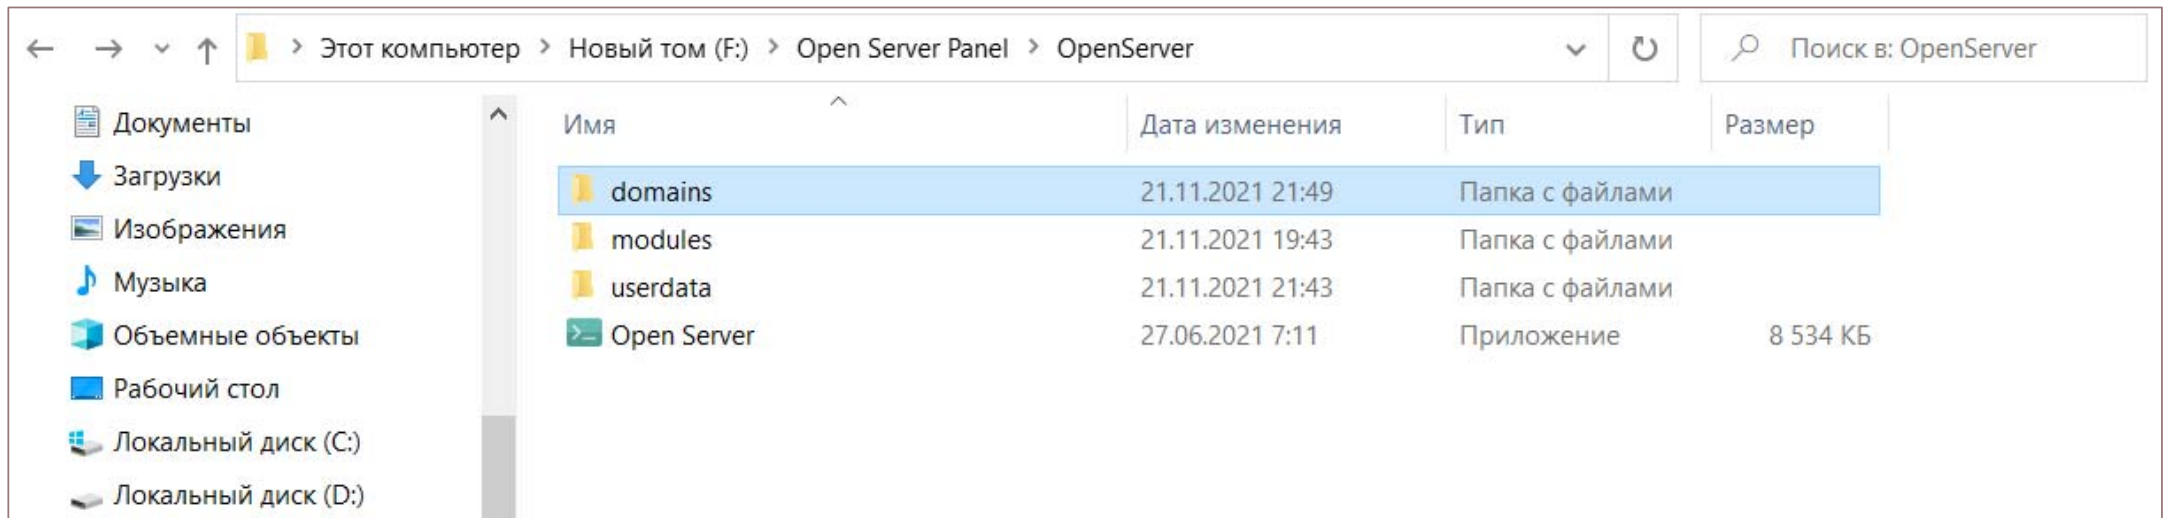 Этот компьютер > Новый том (F:) > Open Server Panel > OpenServer
Поиск в: OpenServer
Документы
Загрузки
Изображения
Музыка
Объемные объекты
Рабочий стол
Локальный диск (C:)
Локальный диск (D:)
Имя Дата изменения Тип Размер
domains 21.11.2021 21:49 Папка с файлами
modules 21.11.2021 19:43 Папка с файлами
userdata 21.11.2021 21:43 Папка с файлами
Open Server 27.06.2021 7:11 Приложение 8 534 КБ